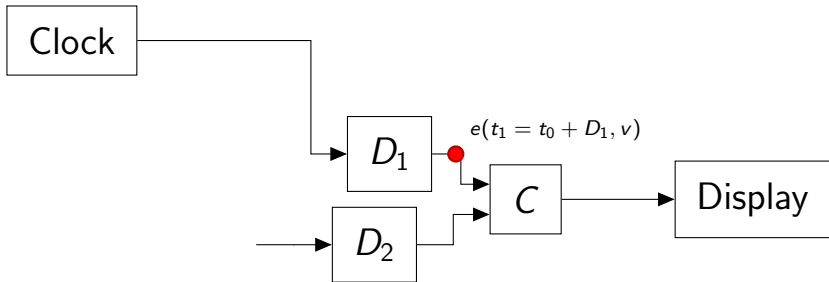 Clock
e(t₁ = t₀ + D₁, v)
D₁
C
Display
D₂